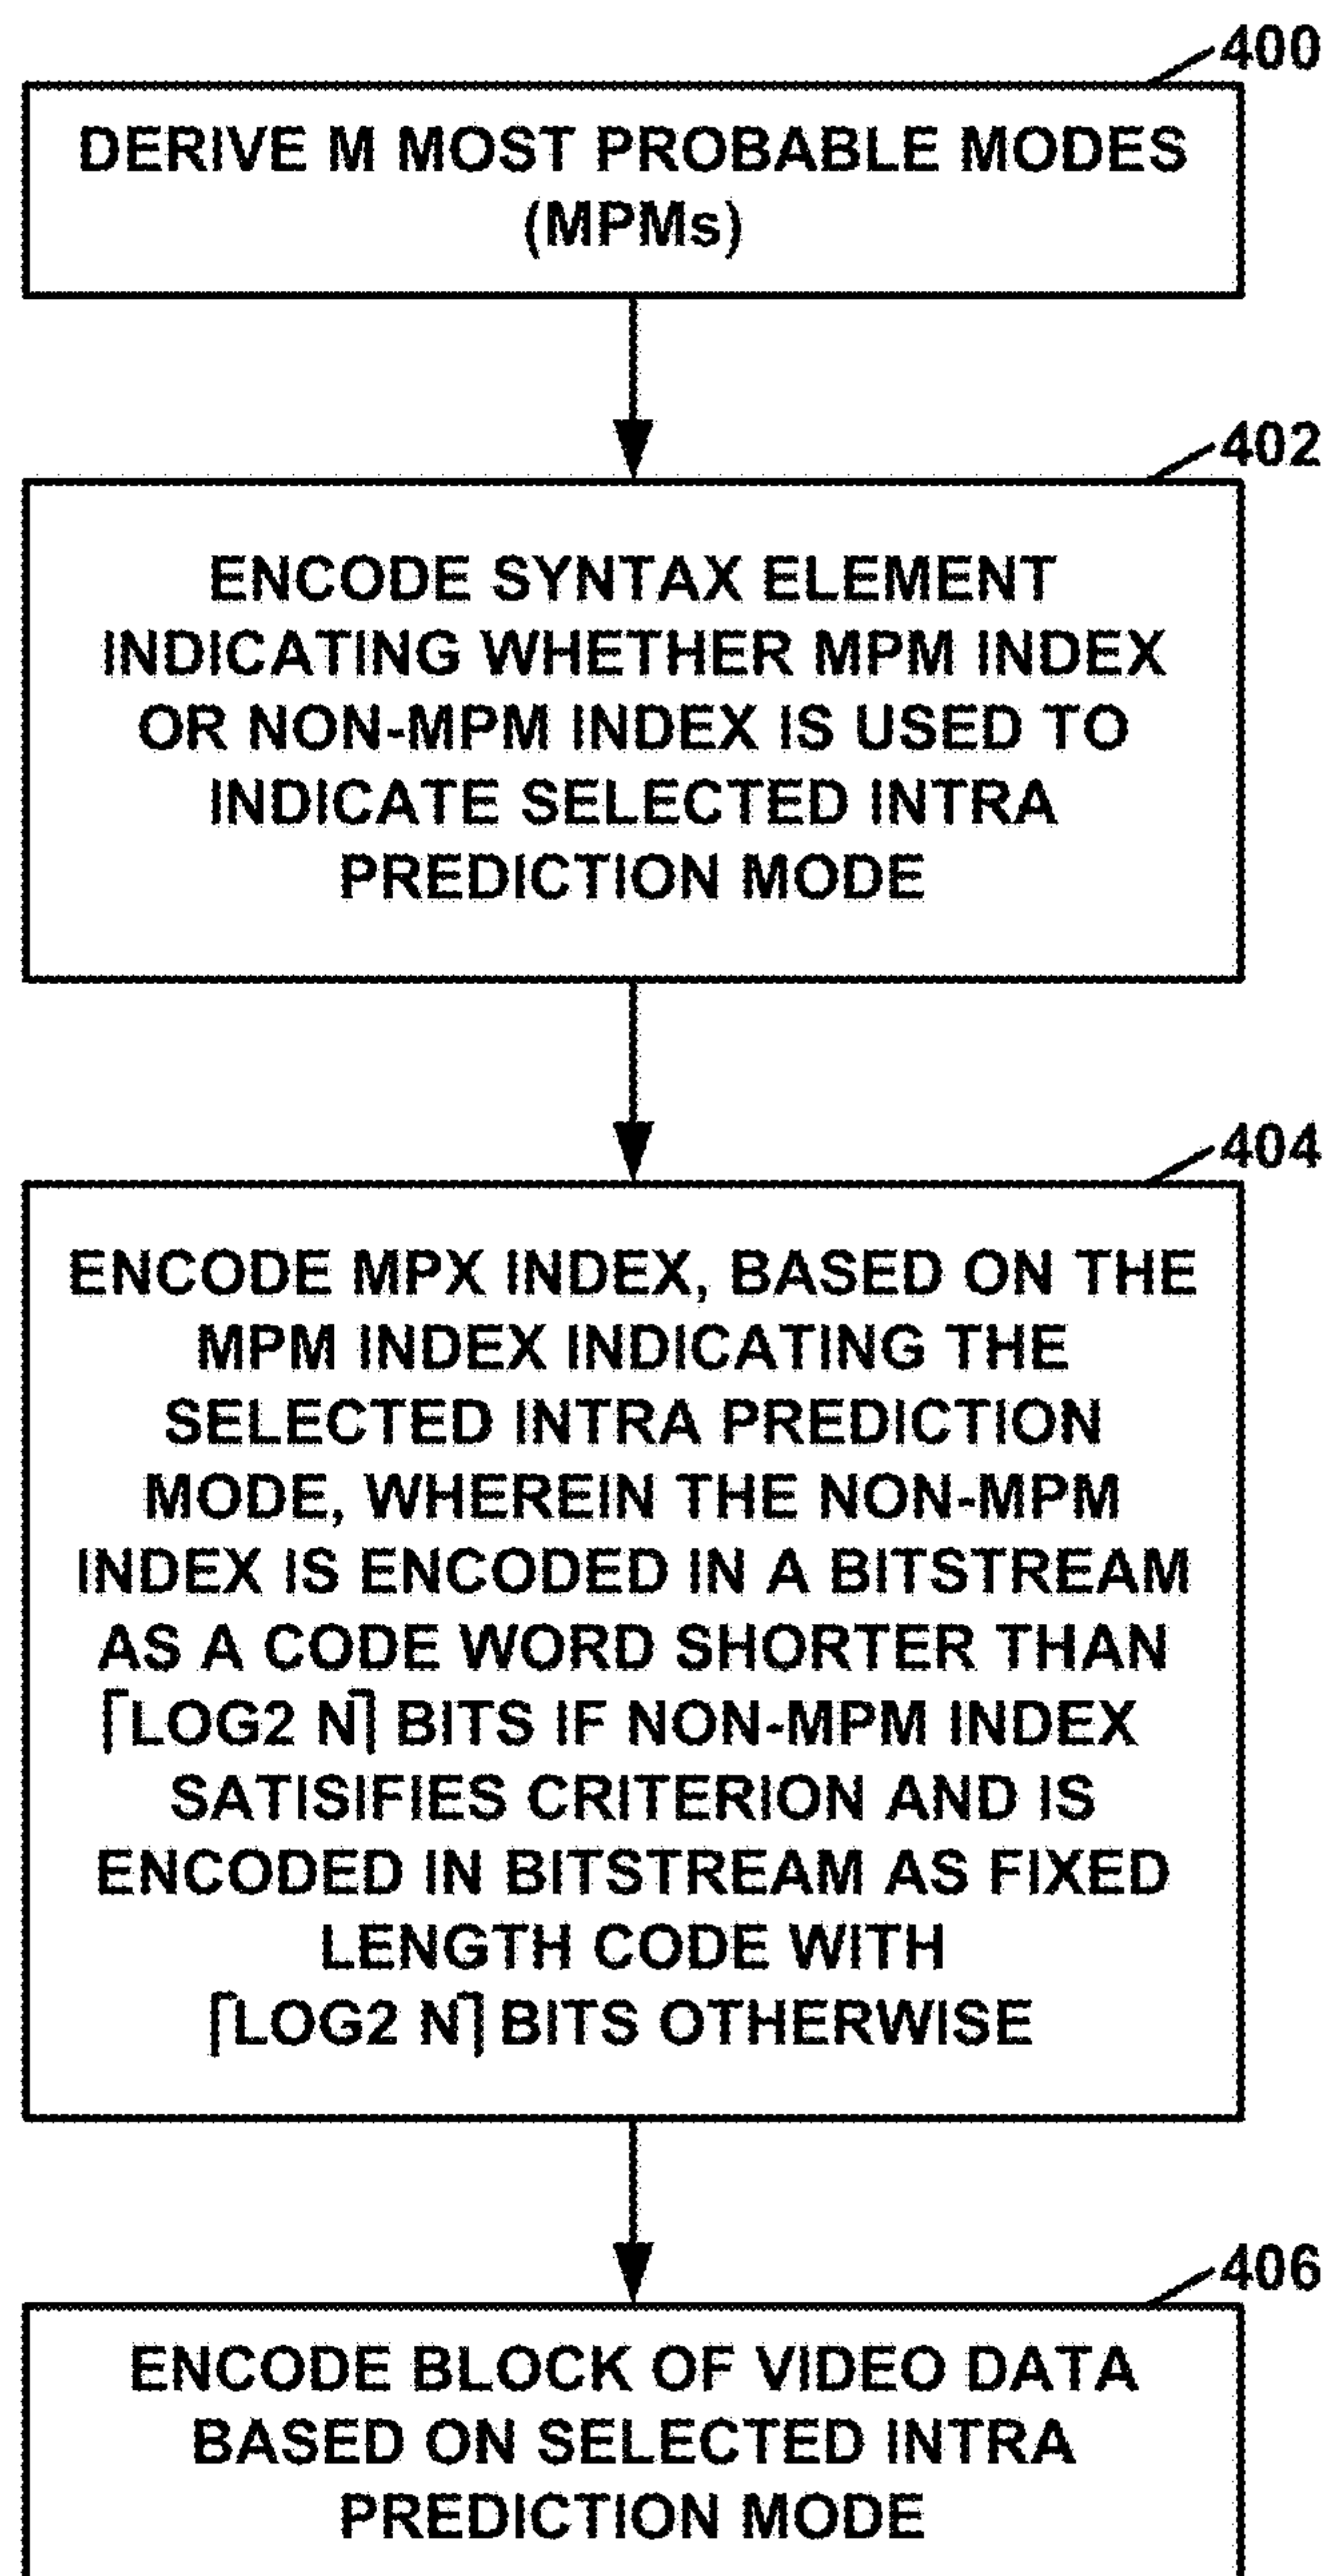 400
DERIVE M MOST PROBABLE MODES
(MPMs)
402
ENCODE SYNTAX ELEMENT
INDICATING WHETHER MPM INDEX
OR NON-MPM INDEX IS USED TO
INDICATE SELECTED INTRA
PREDICTION MODE
404
ENCODE MPX INDEX, BASED ON THE
MPM INDEX INDICATING THE
SELECTED INTRA PREDICTION
MODE, WHEREIN THE NON-MPM
INDEX IS ENCODED IN A BITSTREAM
AS A CODE WORD SHORTER THAN
⌈LOG2 N⌉ BITS IF NON-MPM INDEX
SATISIFIES CRITERION AND IS
ENCODED IN BITSTREAM AS FIXED
LENGTH CODE WITH
⌈LOG2 N⌉ BITS OTHERWISE
406
ENCODE BLOCK OF VIDEO DATA
BASED ON SELECTED INTRA
PREDICTION MODE